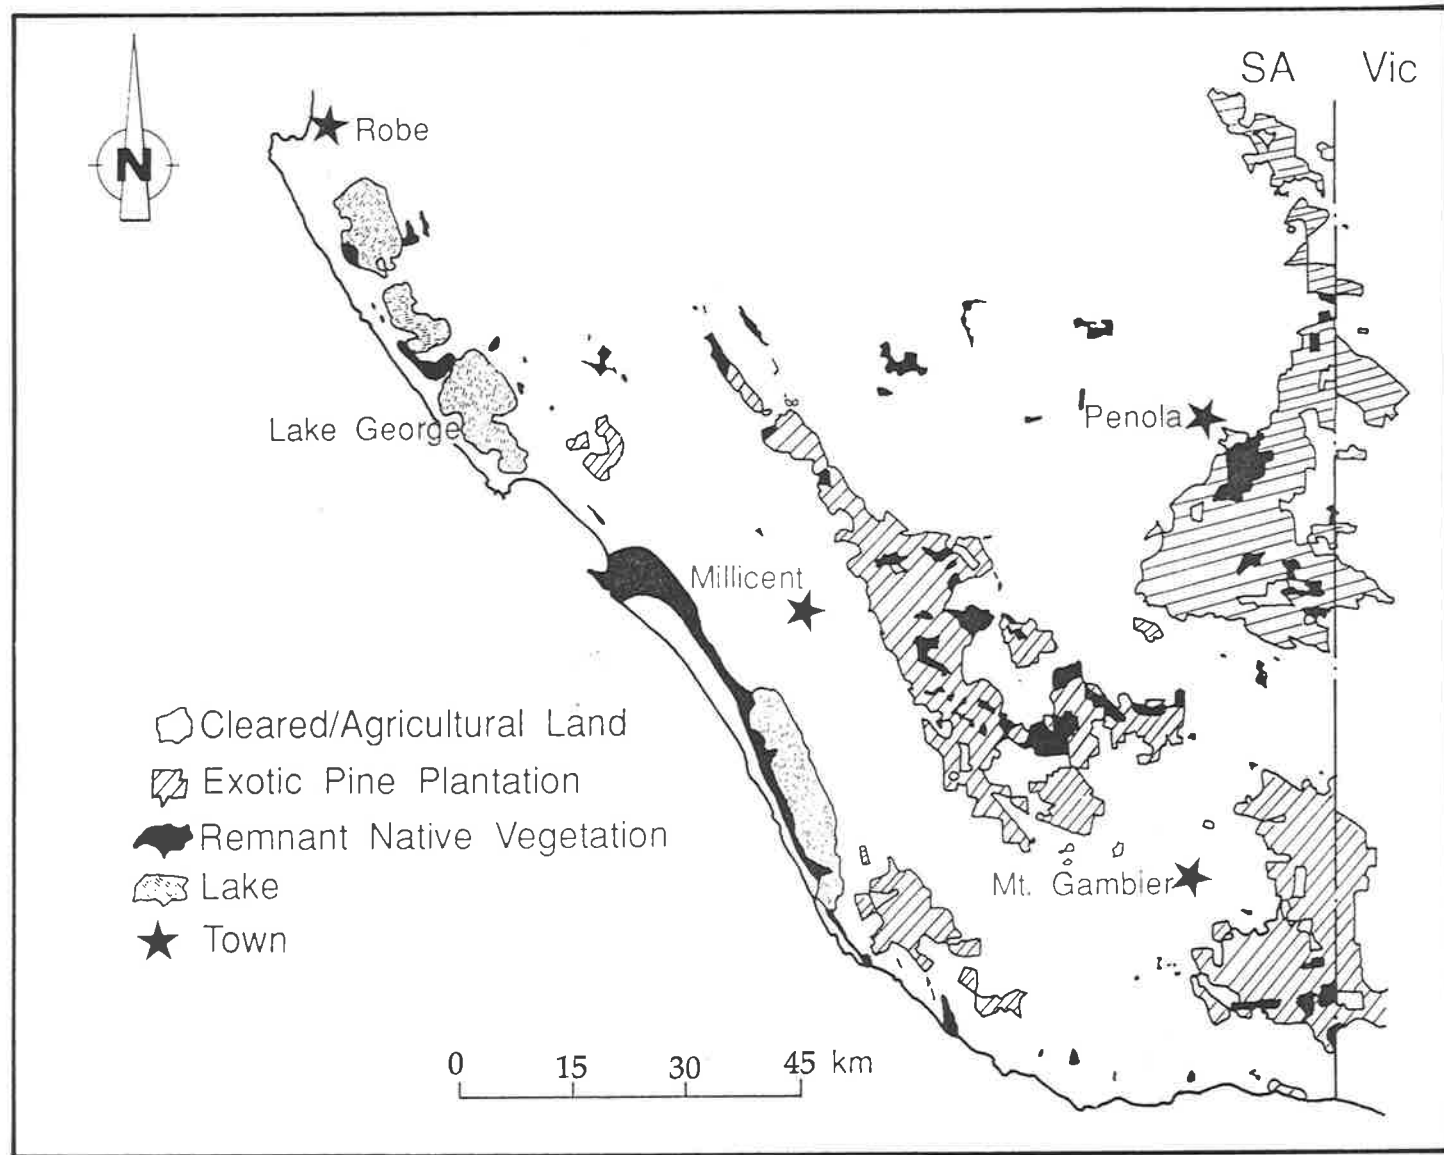 SA Vic
Robe
N
Lake George
Penola
Millicent
Cleared/Agricultural Land
Exotic Pine Plantation
Remnant Native Vegetation
Lake
Town
Mt. Gambier
0 15 30 45 km